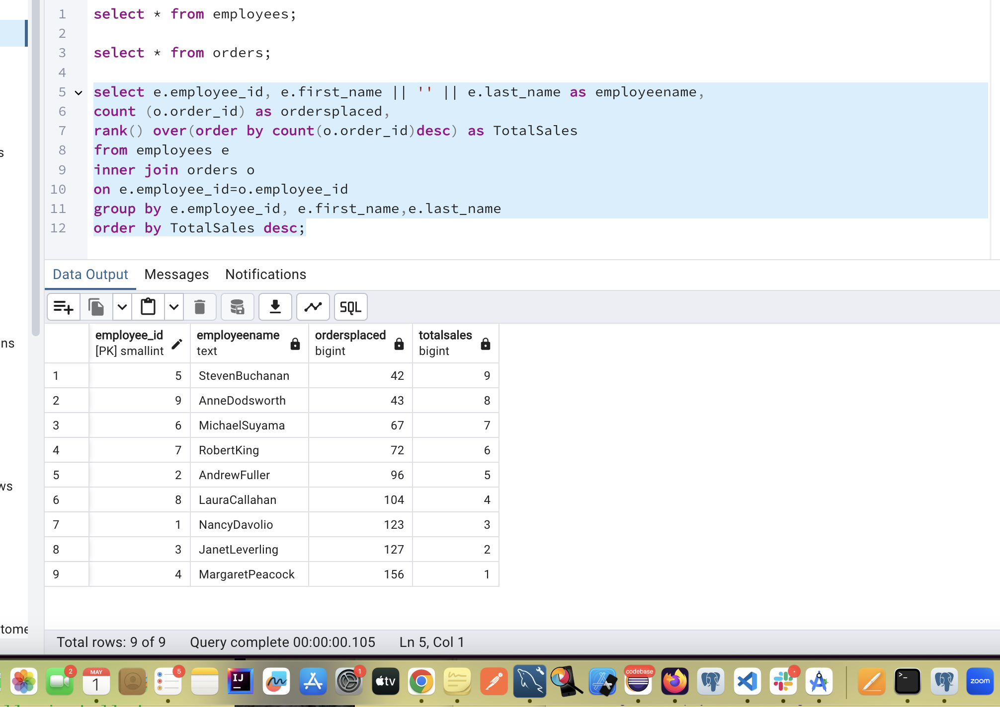 1 select * from employees;
2
3 select * from orders;
4
5 select e.employee_id, e.first_name || '' || e.last_name as employeename,
6 count (o.order_id) as ordersplaced,
7 rank() over(order by count(o.order_id)desc) as TotalSales
8 from employees e
9 inner join orders o
10 on e.employee_id=o.employee_id
11 group by e.employee_id, e.first_name,e.last_name
12 order by TotalSales desc;
s
ns
ws
tome
Data Output Messages Notifications
SQL
employee_id employeename ordersplaced totalsales
[PK] smallint text bigint bigint
1 5 StevenBuchanan 42 9
2 9 AnneDodsworth 43 8
3 6 MichaelSuyama 67 7
4 7 RobertKing 72 6
5 2 AndrewFuller 96 5
6 8 LauraCallahan 104 4
7 1 NancyDavolio 123 3
8 3 JanetLeverling 127 2
9 4 MargaretPeacock 156 1
Total rows: 9 of 9 Query complete 00:00:00.105 Ln 5, Col 1
2 MAY 1 5 IJ 1 tv codebase >_ zoom